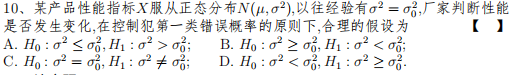 10、某产品性能指标X服从正态分布N(μ,σ²),以往经验有σ² = σ₀²,厂家判断性能
是否发生变化,在控制犯第一类错误概率的原则下,合理的假设为 【 】
A. H₀ : σ² ≤ σ₀², H₁ : σ² > σ₀²; B. H₀ : σ² ≥ σ₀², H₁ : σ² < σ₀²;
C. H₀ : σ² = σ₀², H₁ : σ² ≠ σ₀²; D. H₀ : σ² < σ₀², H₁ : σ² ≥ σ₀².